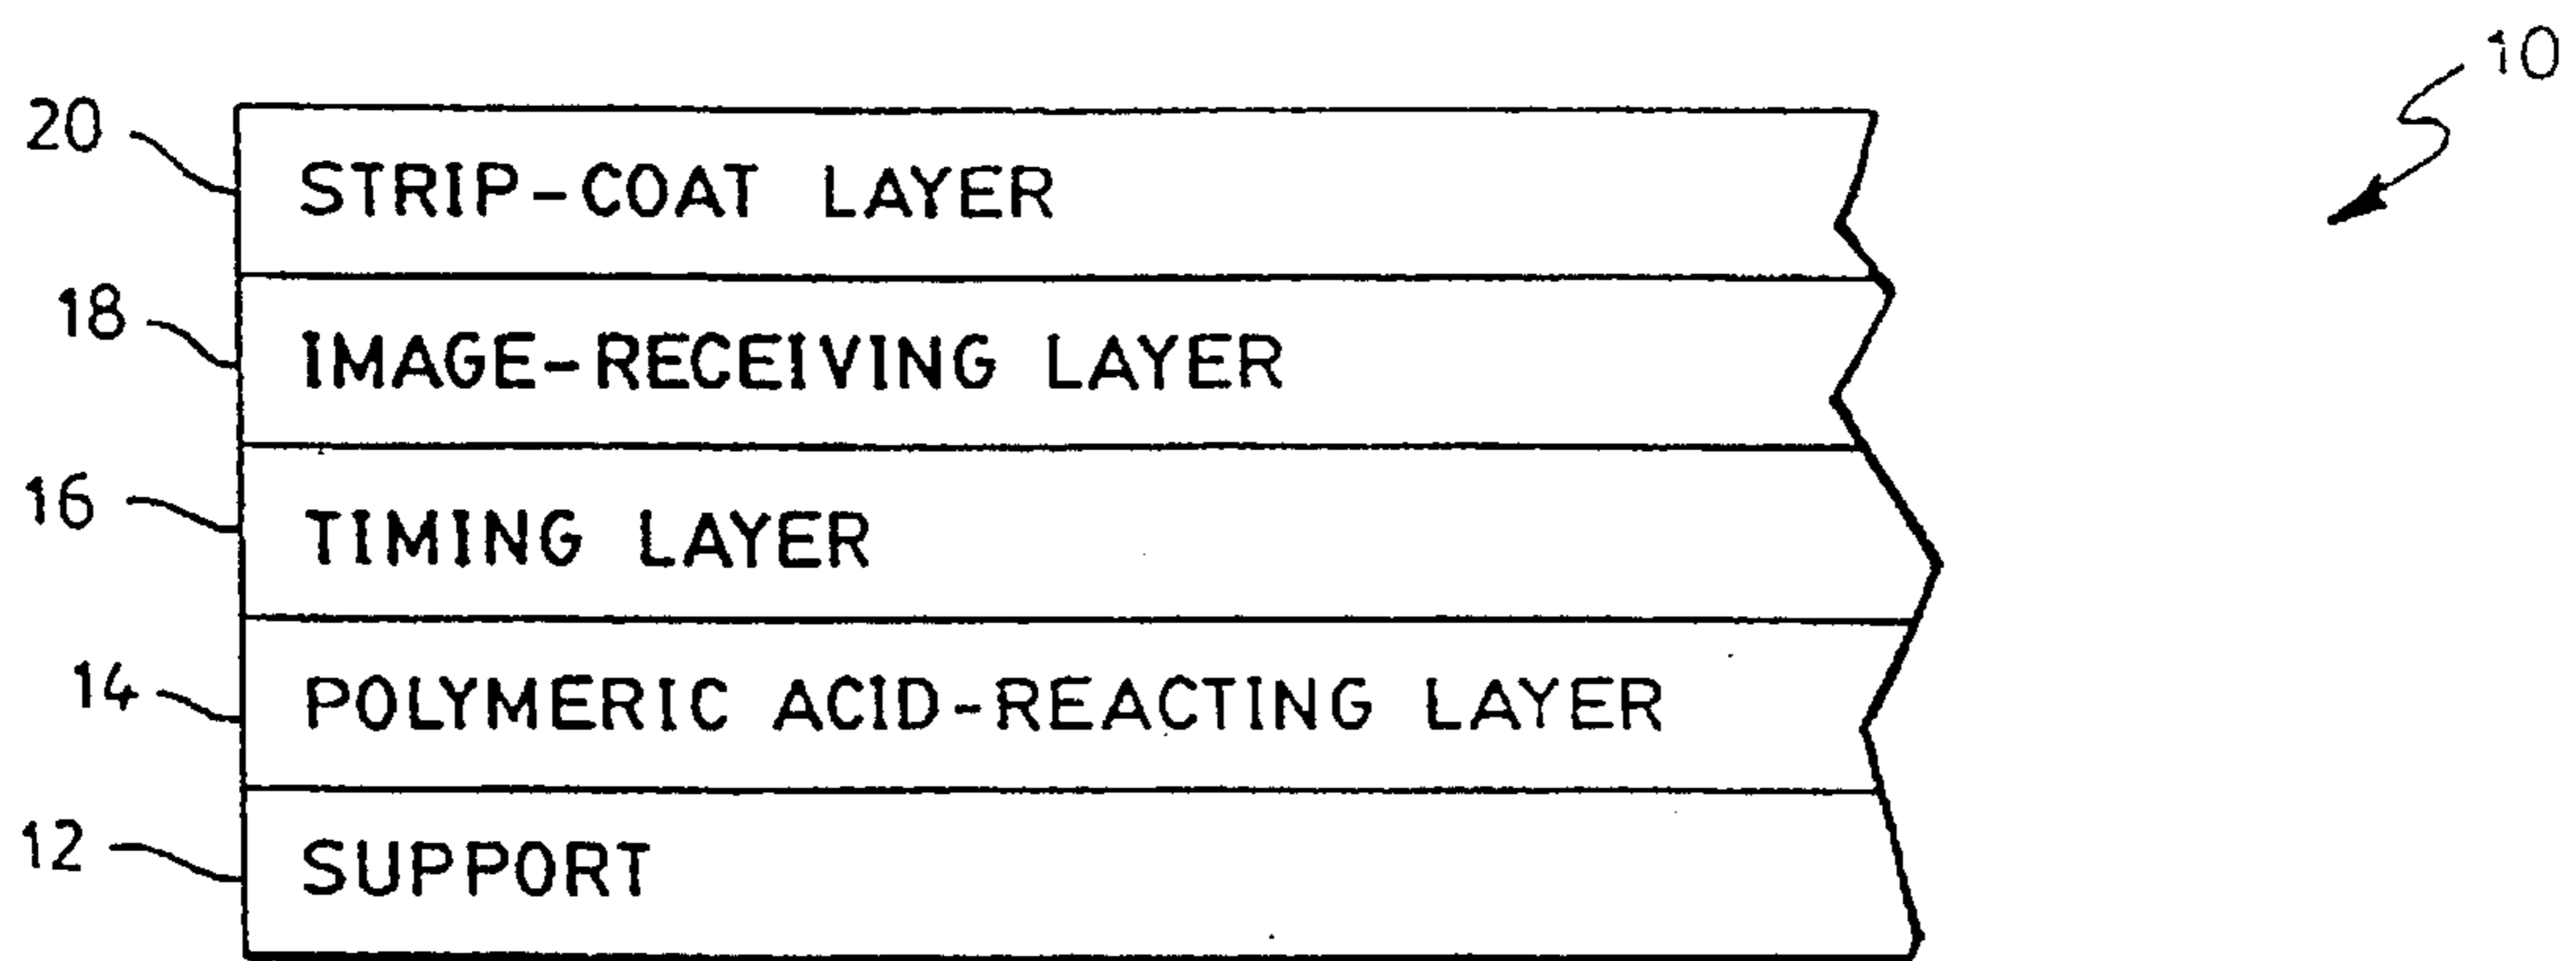 10
20 STRIP-COAT LAYER
18 IMAGE-RECEIVING LAYER
16 TIMING LAYER
14 POLYMERIC ACID-REACTING LAYER
12 SUPPORT